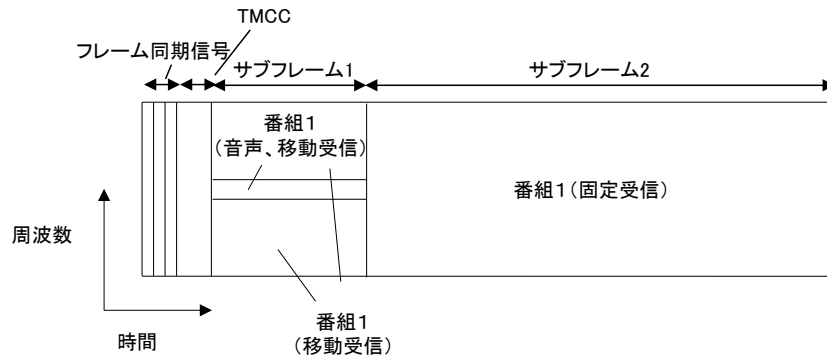 TMCC
フレーム同期信号
サブフレーム1
サブフレーム2
番組1
(音声、移動受信)
番組1(固定受信)
周波数
時間
番組1
(移動受信)